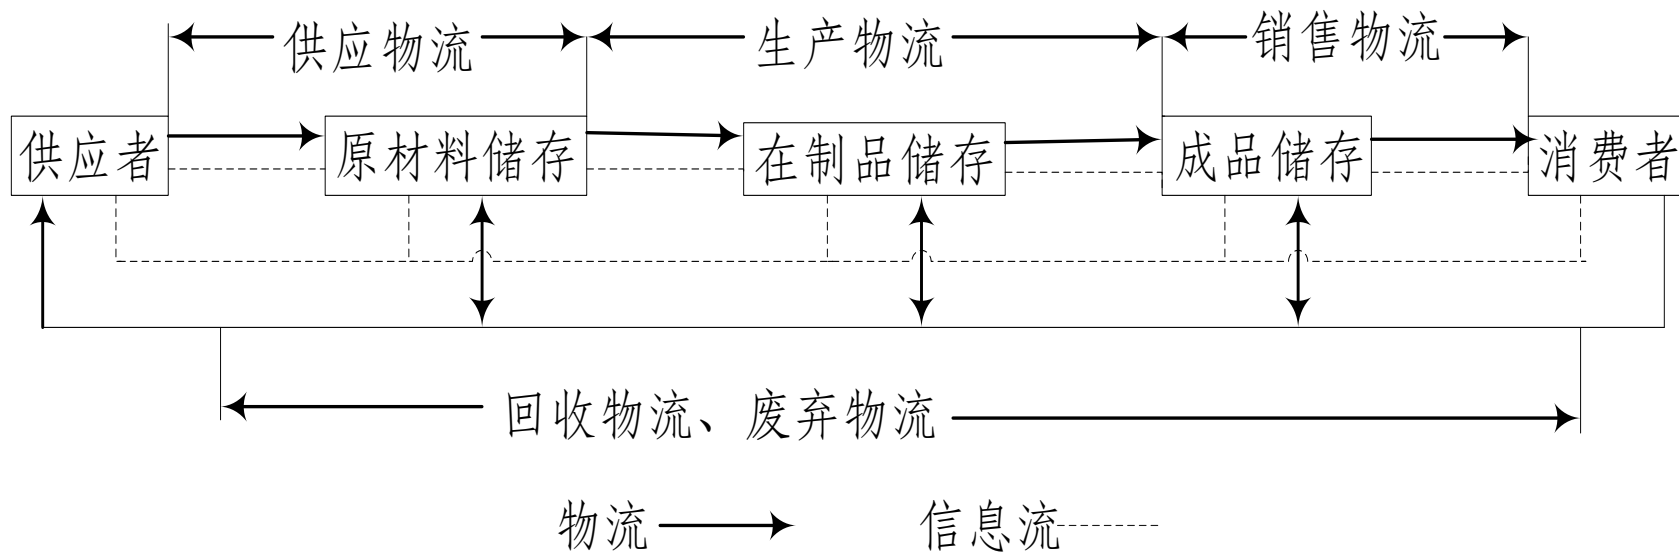 供应物流 生产物流 销售物流
供应者 原材料储存 在制品储存 成品储存 消费者
回收物流、废弃物流
物流 信息流